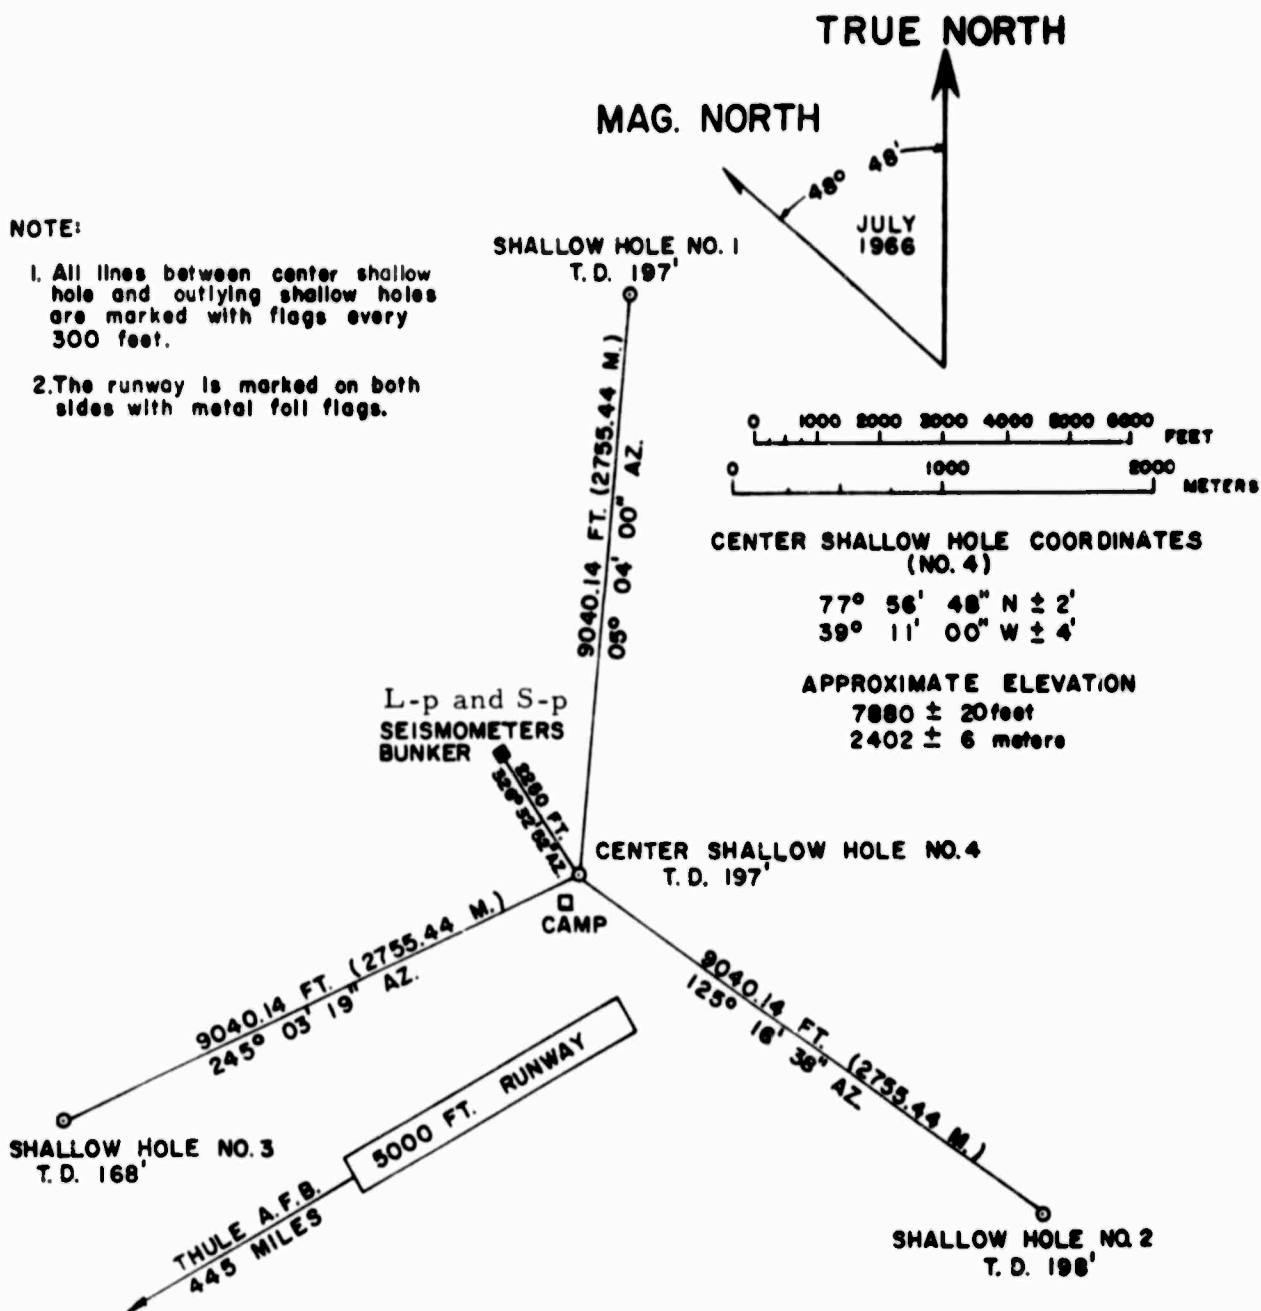 TRUE NORTH
MAG. NORTH
48° 48'
JULY
1966
NOTE:
1. All lines between center shallow
hole and outlying shallow holes
are marked with flags every
300 feet.
2. The runway is marked on both
sides with metal foil flags.
SHALLOW HOLE NO. 1
T. D. 197'
9040.14 FT. (2755.44 M.)
05° 04' 00" AZ.
0 1000 2000 3000 4000 5000 6000
FEET
0 1000 2000
METERS
CENTER SHALLOW HOLE COORDINATES
(NO. 4)
77° 56' 48" N ± 2'
39° 11' 00" W ± 4'
APPROXIMATE ELEVATION
7880 ± 20 feet
2402 ± 6 meters
L-p and S-p
SEISMOMETERS
BUNKER
2260 FT.
326° 32' 52" AZ.
CENTER SHALLOW HOLE NO. 4
T. D. 197'
CAMP
9040.14 FT. (2755.44 M.)
245° 03' 19" AZ.
9040.14 FT. (2755.44 M.)
125° 16' 38" AZ.
5000 FT. RUNWAY
SHALLOW HOLE NO. 3
T. D. 168'
THULE A.F.B.
445 MILES
SHALLOW HOLE NO. 2
T. D. 198'